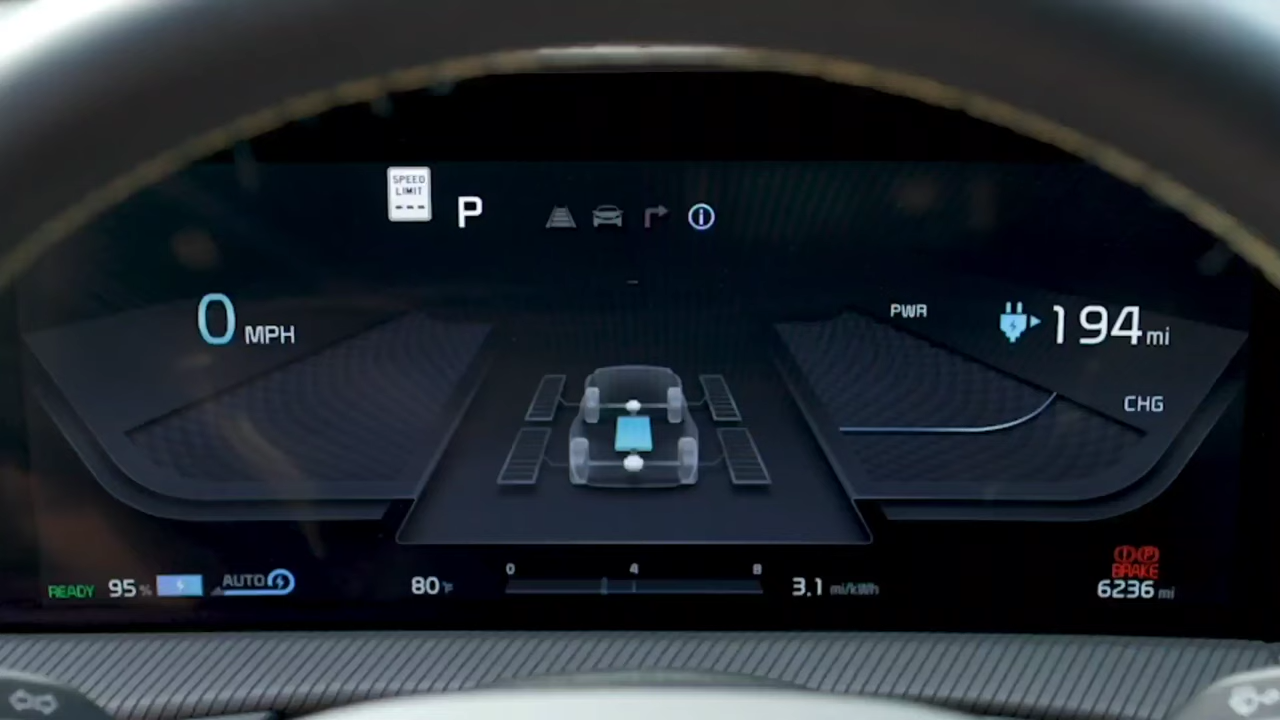 SPEED
LIMIT
---
P
0 MPH
PWR
194 mi
CHG
READY
95 %
AUTO
80 °F
0 4 8
3.1 mi/kWh
BRAKE
6236 mi